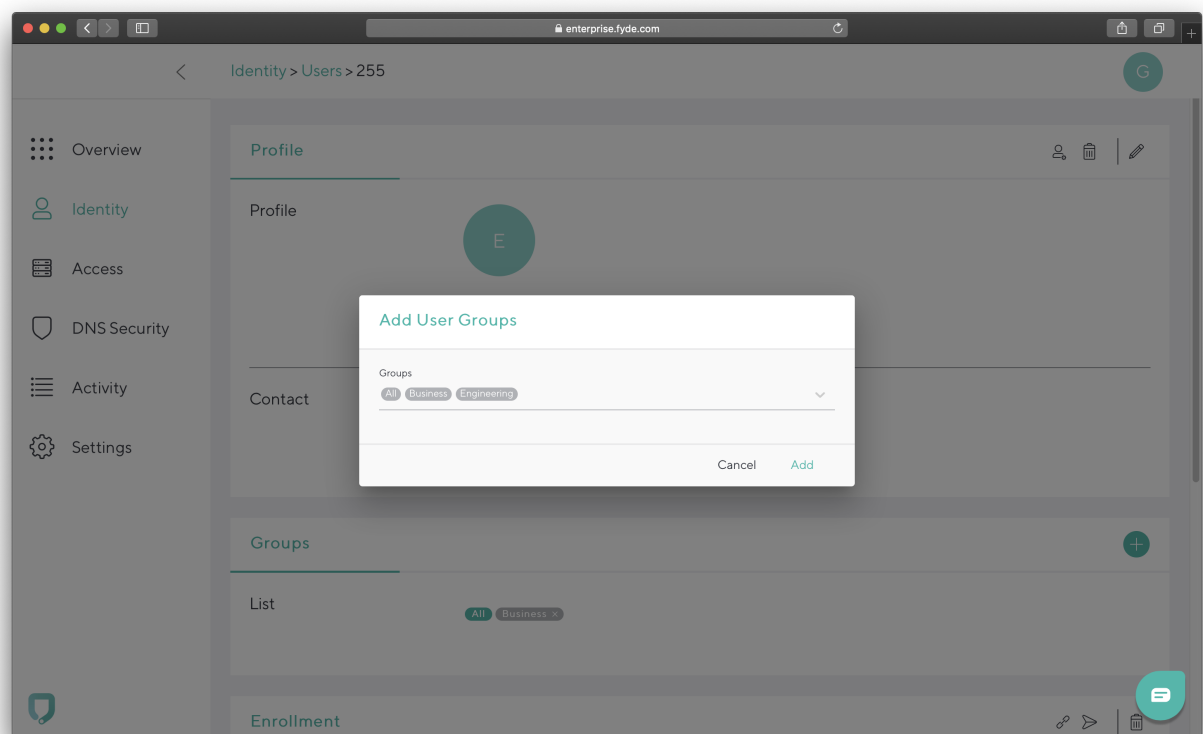 enterprise.fyde.com
Identity > Users > 255
G
Overview
Identity
Access
DNS Security
Activity
Settings
Profile
Profile
E
Add User Groups
Groups
All Business Engineering
Cancel Add
Contact
Groups
List
All Business ×
Enrollment